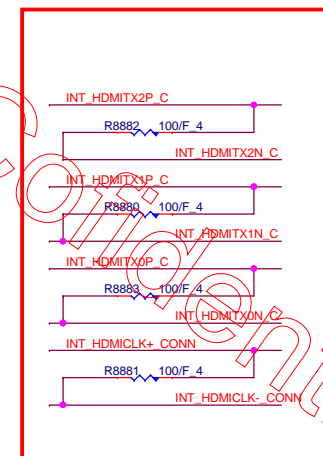 INT_HDMITX2P_C
R8882 100/F_4
INT_HDMITX2N_C
INT_HDMITX1P_C
R8880 100/F_4
INT_HDMITX1N_C
INT_HDMITX0P_C
R8883 100/F_4
INT_HDMITX0N_C
INT_HDMICLK+_CONN
R8881 100/F_4
INT_HDMICLK-_CONN